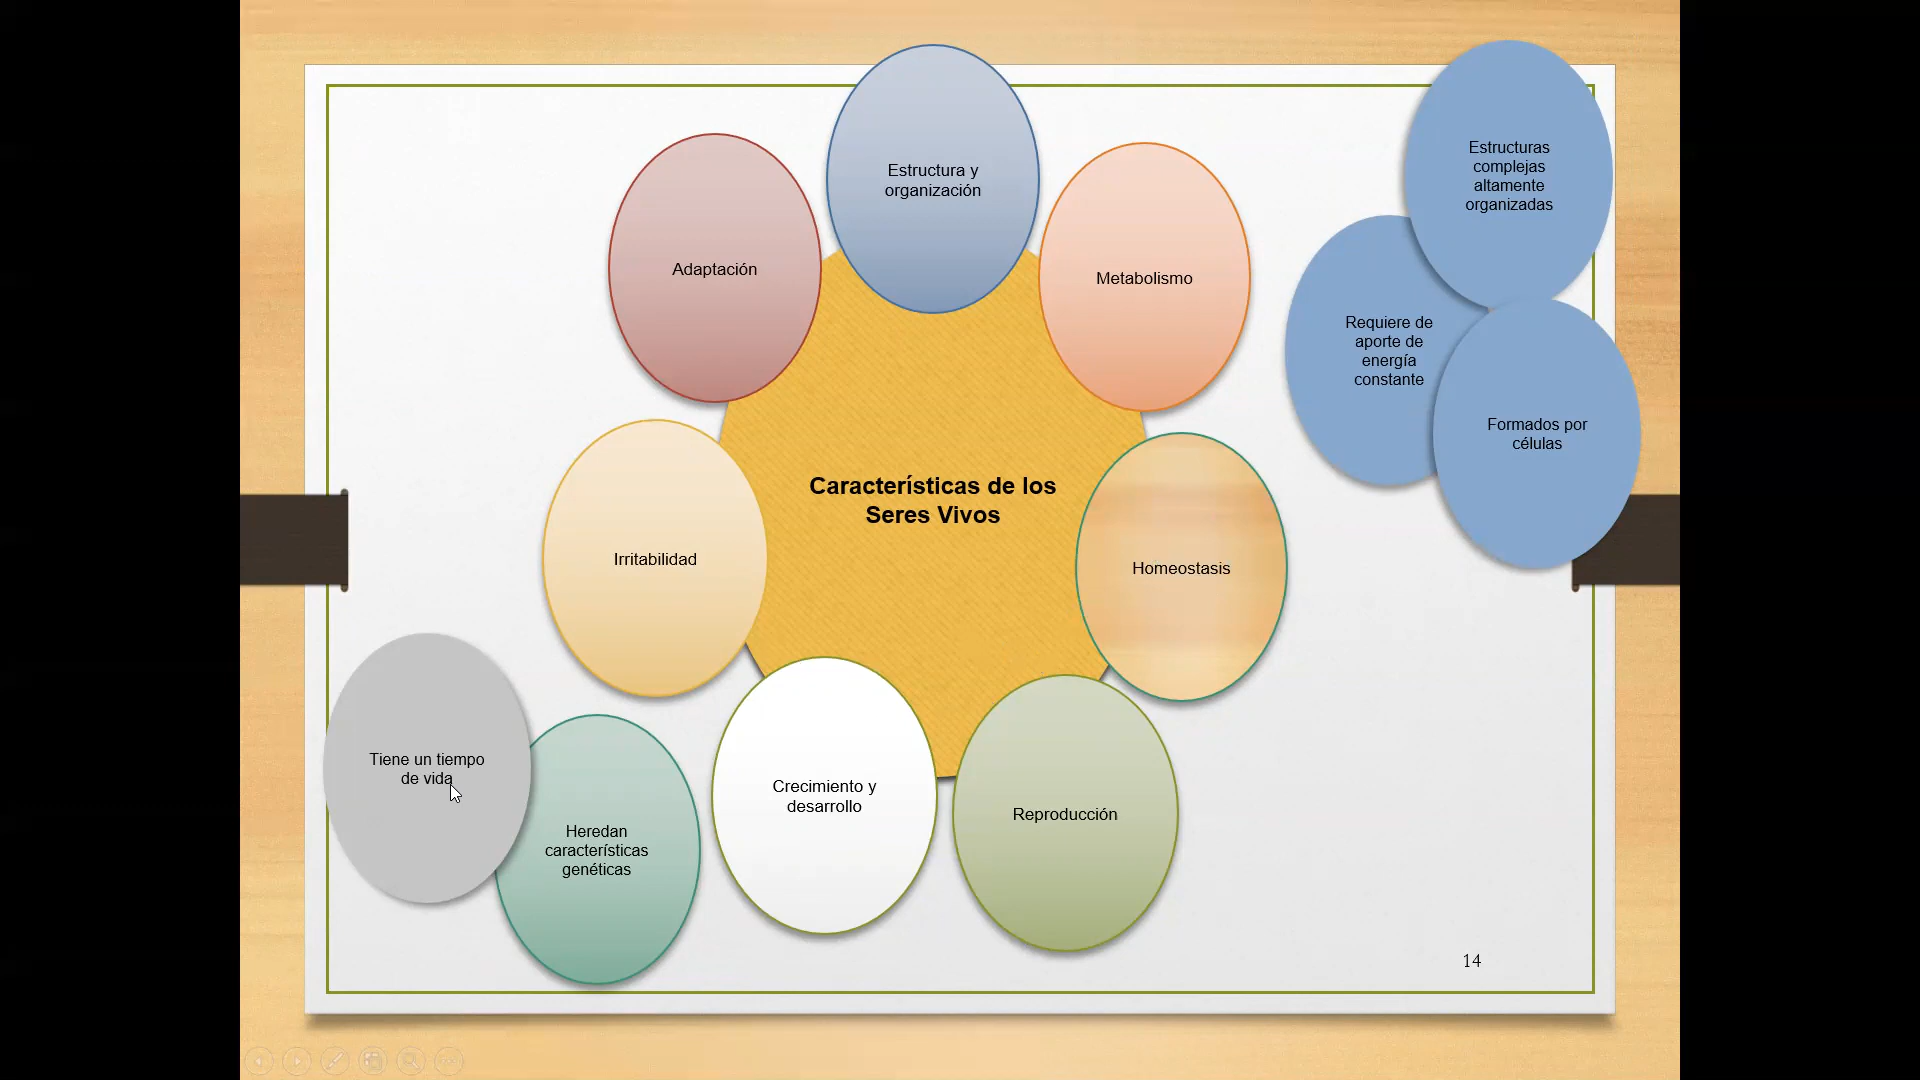 Estructura y
organización
Adaptación
Metabolismo
Estructuras
complejas
altamente
organizadas
Requiere de
aporte de
energía
constante
Formados por
células
Características de los
Seres Vivos
Irritabilidad
Homeostasis
Tiene un tiempo
de vida
Heredan
características
genéticas
Crecimiento y
desarrollo
Reproducción
14